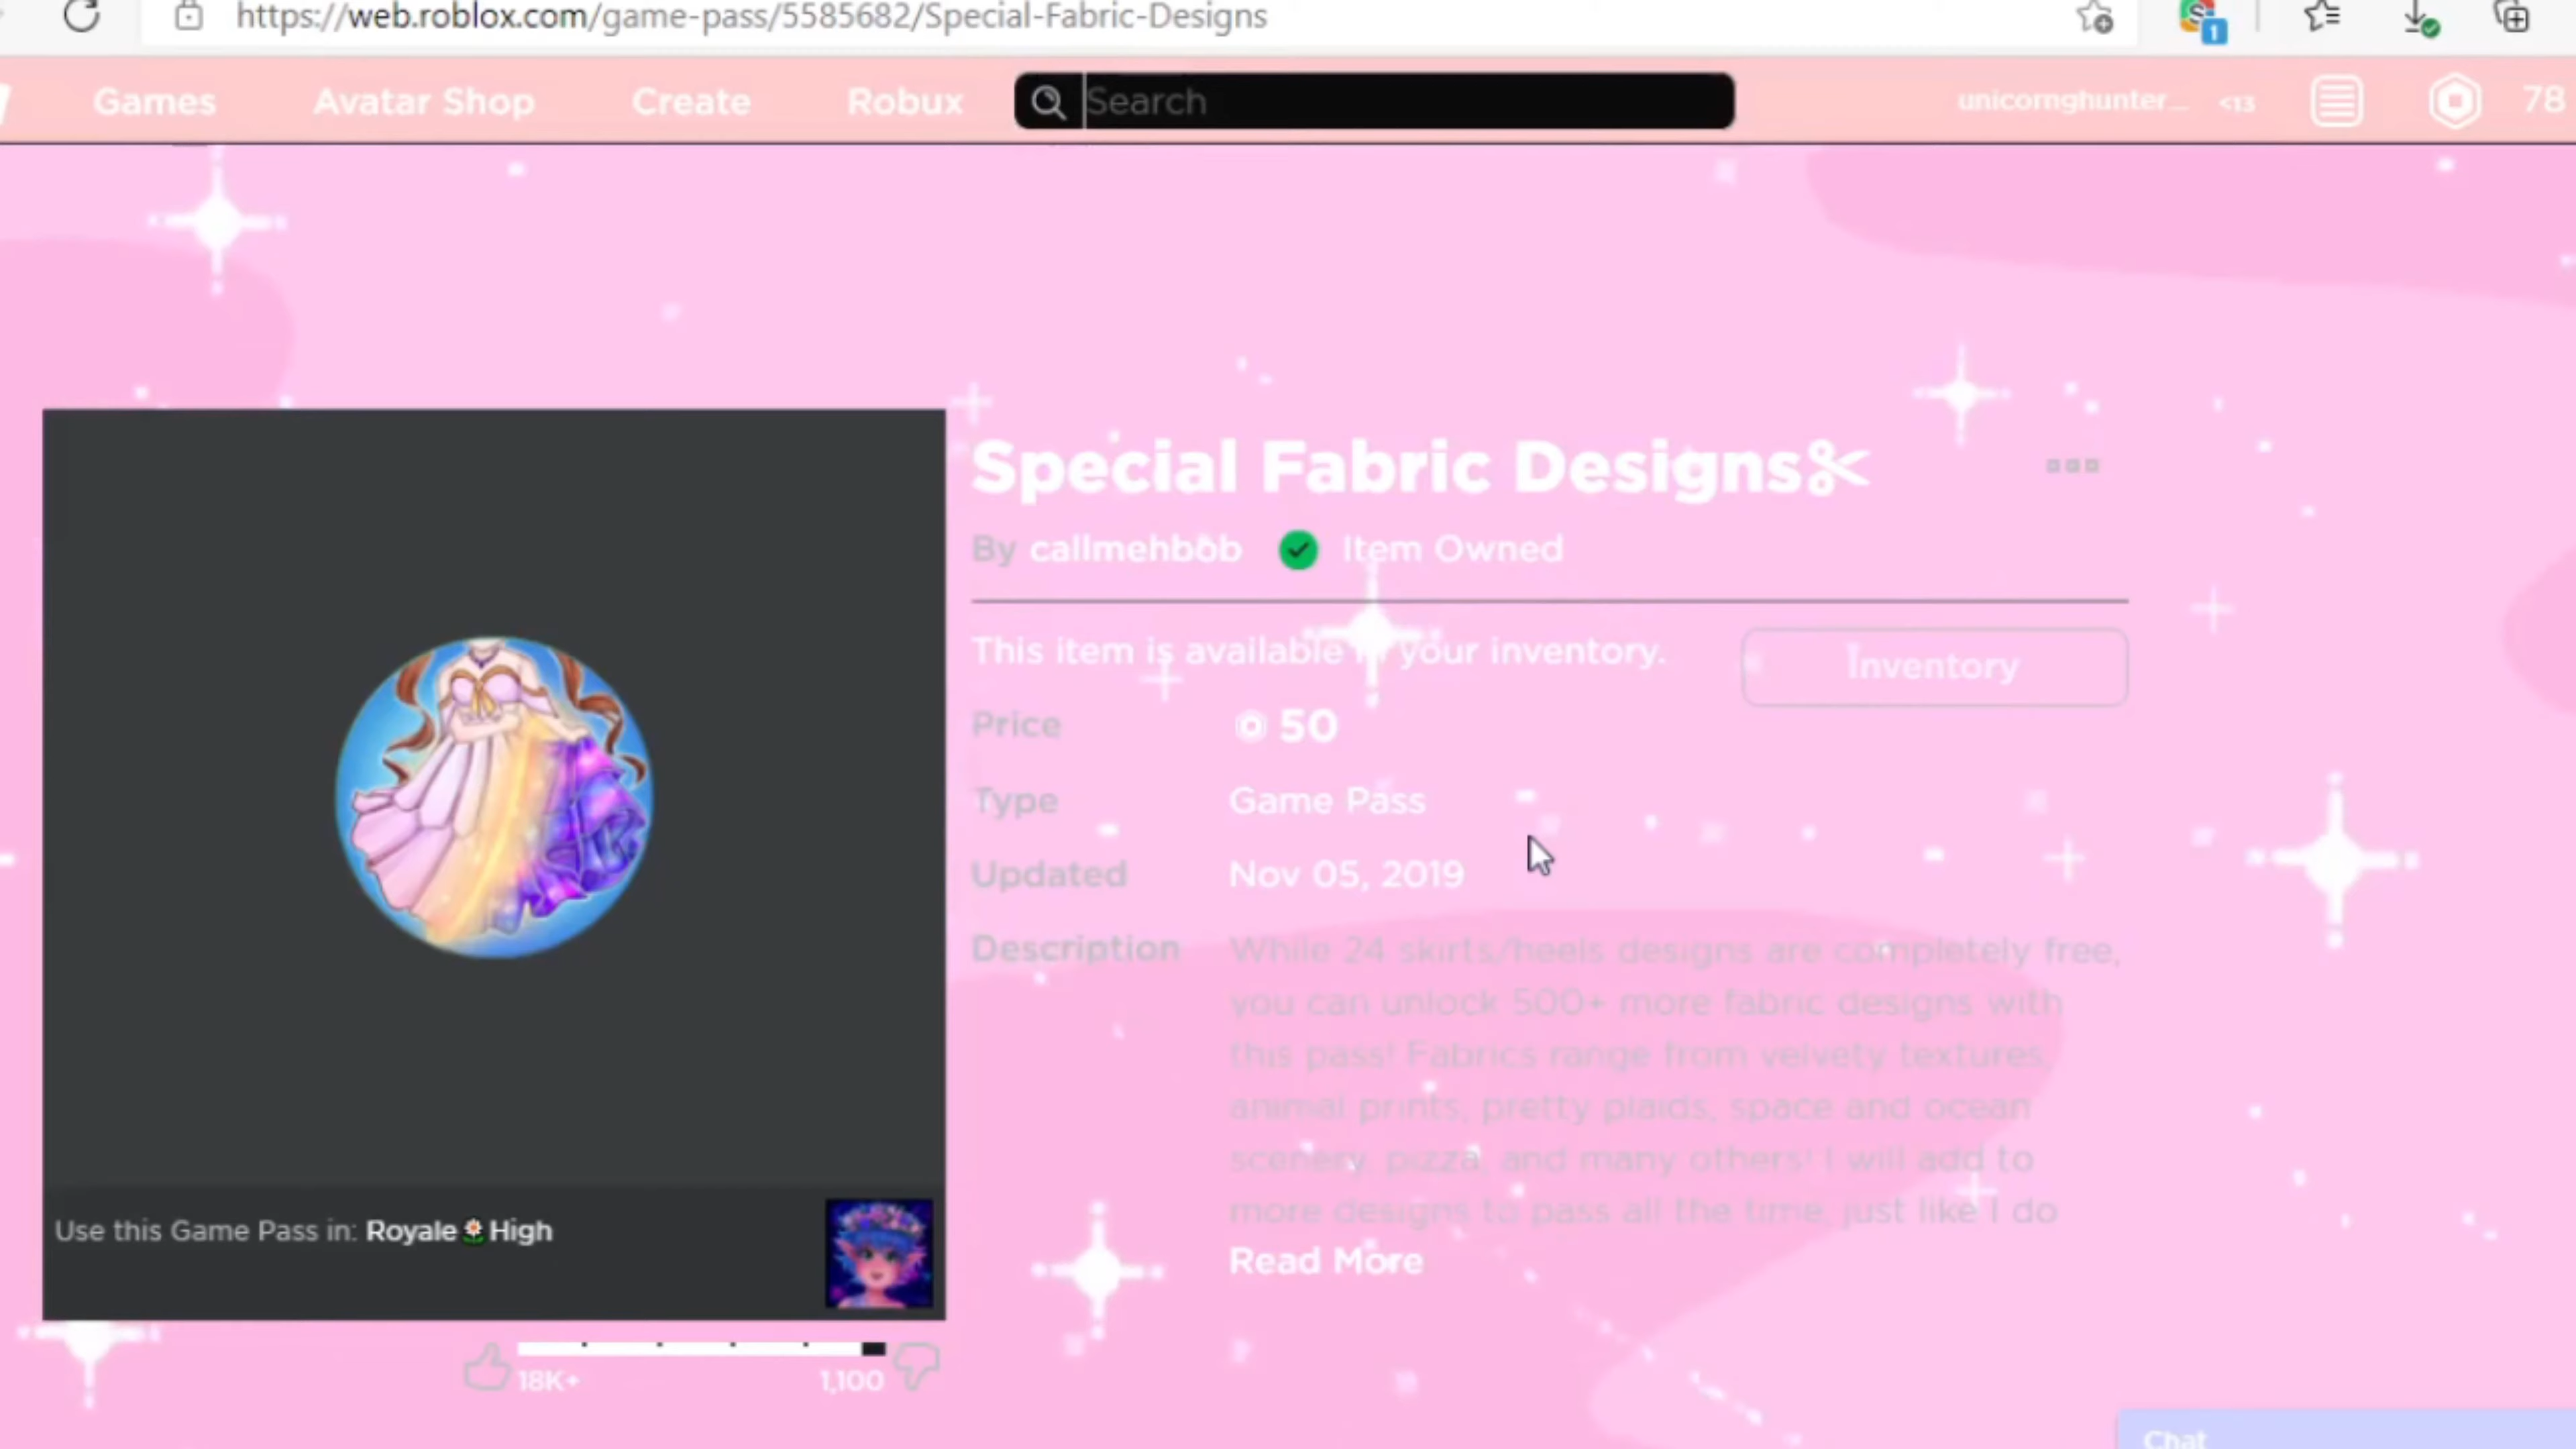 https://web.roblox.com/game-pass/5585682/Special-Fabric-Designs
1
Games Avatar Shop Create Robux Search unicornghunter... <13 78
Special Fabric Designs✂
By callmehbob Item Owned
This item is available your inventory. Inventory
Price 50
Type Game Pass
Updated Nov 05, 2019
Description While 24 skirts/heels designs are completely free,
you can unlock 500+ more fabric designs with
this pass! Fabrics range from velvety textures,
animal prints, pretty plaids, space and ocean
scenery, pizza, and many others! I will add to
more designs to pass all the time, just like I do
Read More
Use this Game Pass in: Royale🌼High
18K+ 1,100
Chat